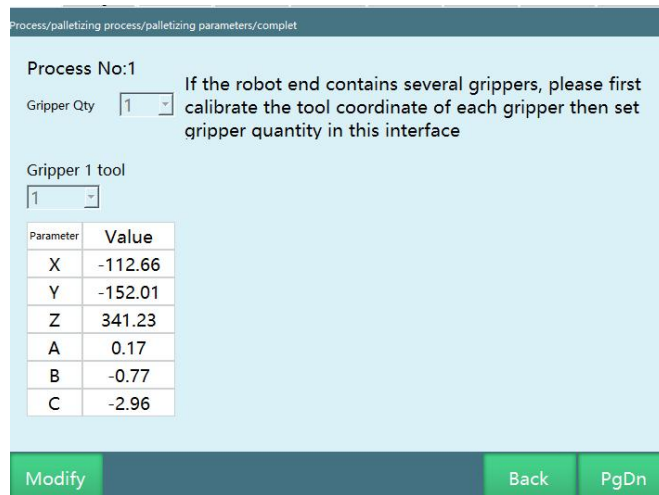 Process/palletizing process/palletizing parameters/complet
Process No:1
If the robot end contains several grippers, please first
calibrate the tool coordinate of each gripper then set
gripper quantity in this interface
Gripper Qty 1
Gripper 1 tool
1
Parameter Value
X -112.66
Y -152.01
Z 341.23
A 0.17
B -0.77
C -2.96
Modify Back PgDn